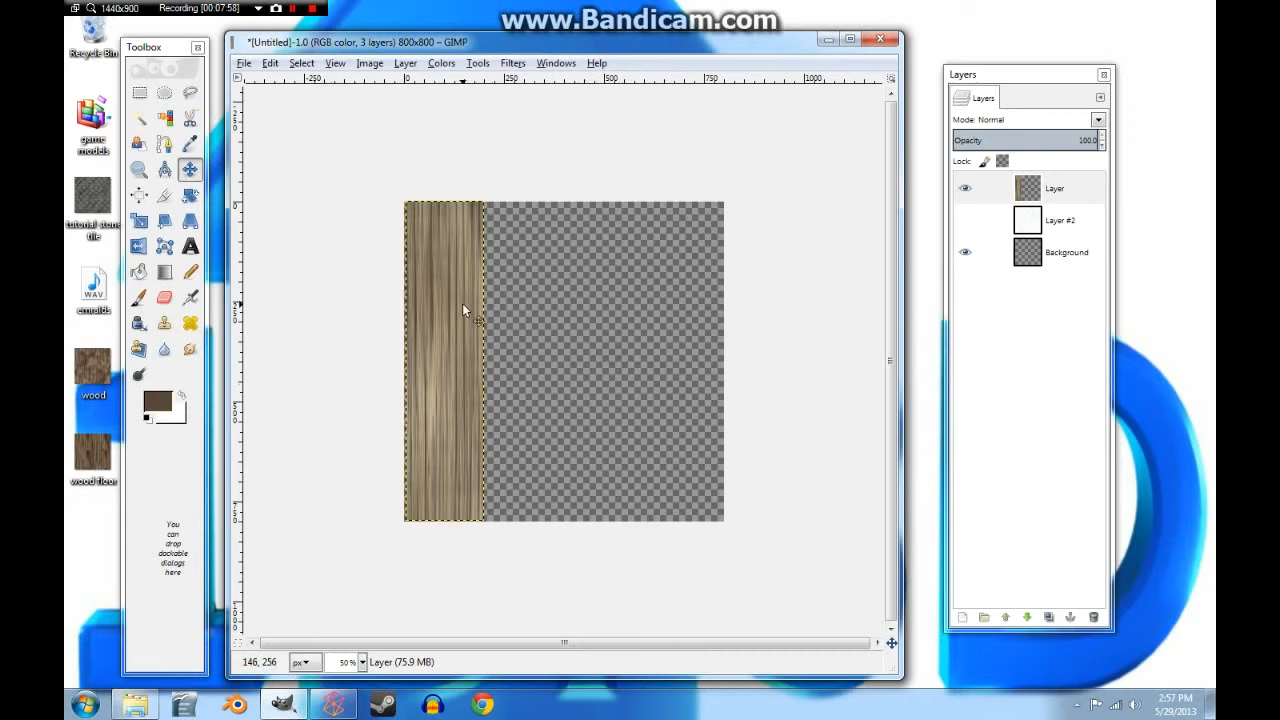 1440x900 Recording [00:07:58]
www.Bandicam.com
Recycle Bin
game models
tutorial stone tile
WAV
emralds
wood
wood floor
Toolbox
You
can
drop
dockable
dialogs
here
*[Untitled]-1.0 (RGB color, 3 layers) 800x800 – GIMP
File Edit Select View Image Layer Colors Tools Filters Windows Help
-250 0 250 500 750 1000
146, 256 px 50 % Layer (75.9 MB)
Layers
Layers
Mode: Normal
Opacity 100.0
Lock:
Layer
Layer #2
Background
2:57 PM
5/29/2013